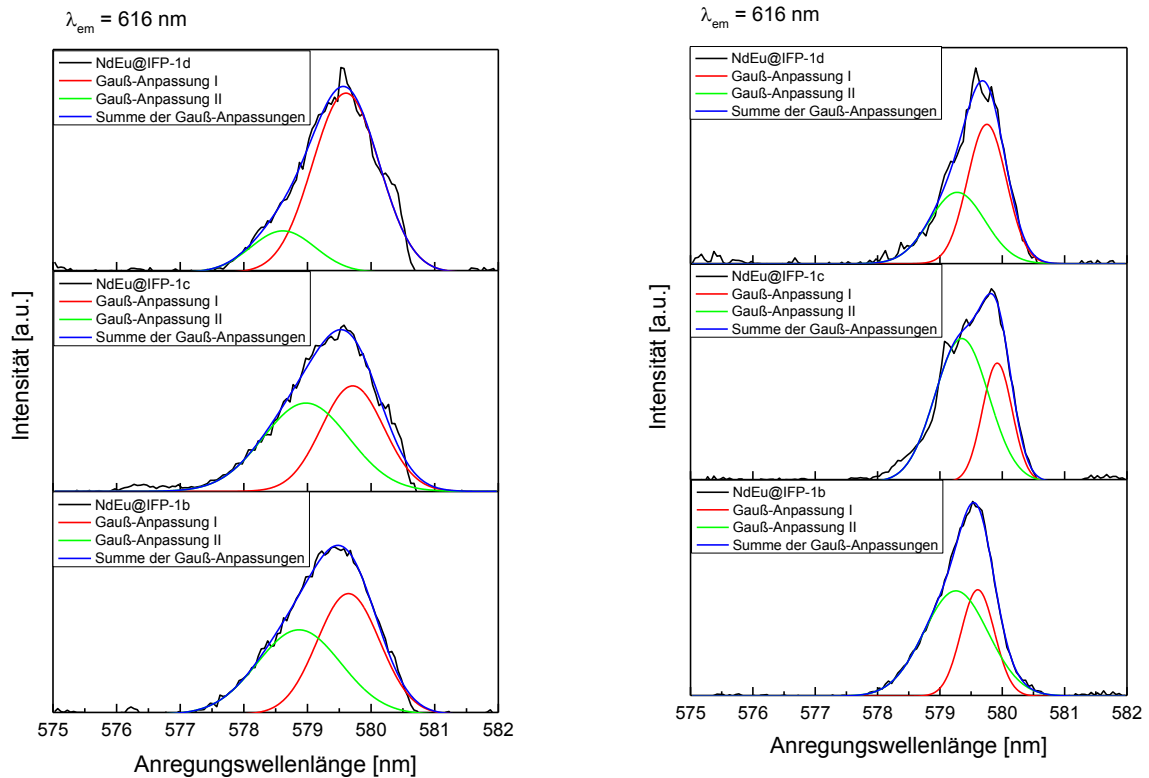 λem = 616 nm
NdEu@IFP-1d
Gauß-Anpassung I
Gauß-Anpassung II
Summe der Gauß-Anpassungen
NdEu@IFP-1c
Gauß-Anpassung I
Gauß-Anpassung II
Summe der Gauß-Anpassungen
NdEu@IFP-1b
Gauß-Anpassung I
Gauß-Anpassung II
Summe der Gauß-Anpassungen
Intensität [a.u.]
575 576 577 578 579 580 581 582
Anregungswellenlänge [nm]
λem = 616 nm
NdEu@IFP-1d
Gauß-Anpassung I
Gauß-Anpassung II
Summe der Gauß-Anpassungen
NdEu@IFP-1c
Gauß-Anpassung I
Gauß-Anpassung II
Summe der Gauß-Anpassungen
NdEu@IFP-1b
Gauß-Anpassung I
Gauß-Anpassung II
Summe der Gauß-Anpassungen
Intensität [a.u.]
575 576 577 578 579 580 581 582
Anregungswellenlänge [nm]